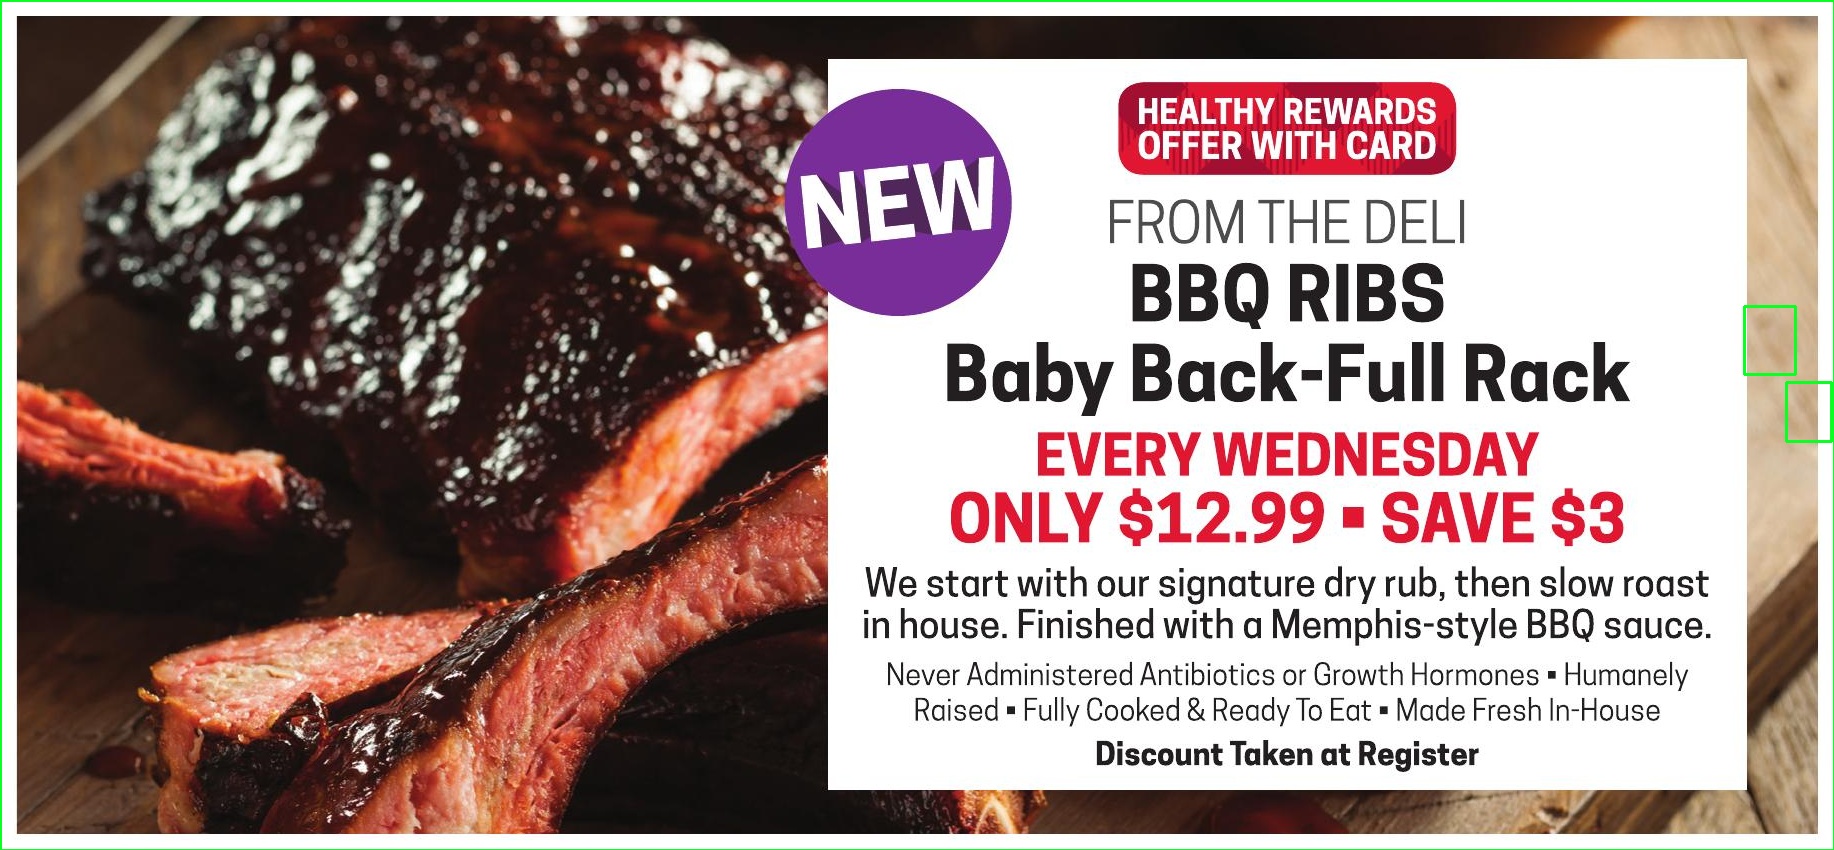 NEW
HEALTHY REWARDS
OFFER WITH CARD
FROM THE DELI
BBQ RIBS
Baby Back-Full Rack
EVERY WEDNESDAY
ONLY $12.99 ▪ SAVE $3
We start with our signature dry rub, then slow roast
in house. Finished with a Memphis-style BBQ sauce.
Never Administered Antibiotics or Growth Hormones ▪ Humanely
Raised ▪ Fully Cooked & Ready To Eat ▪ Made Fresh In-House
Discount Taken at Register